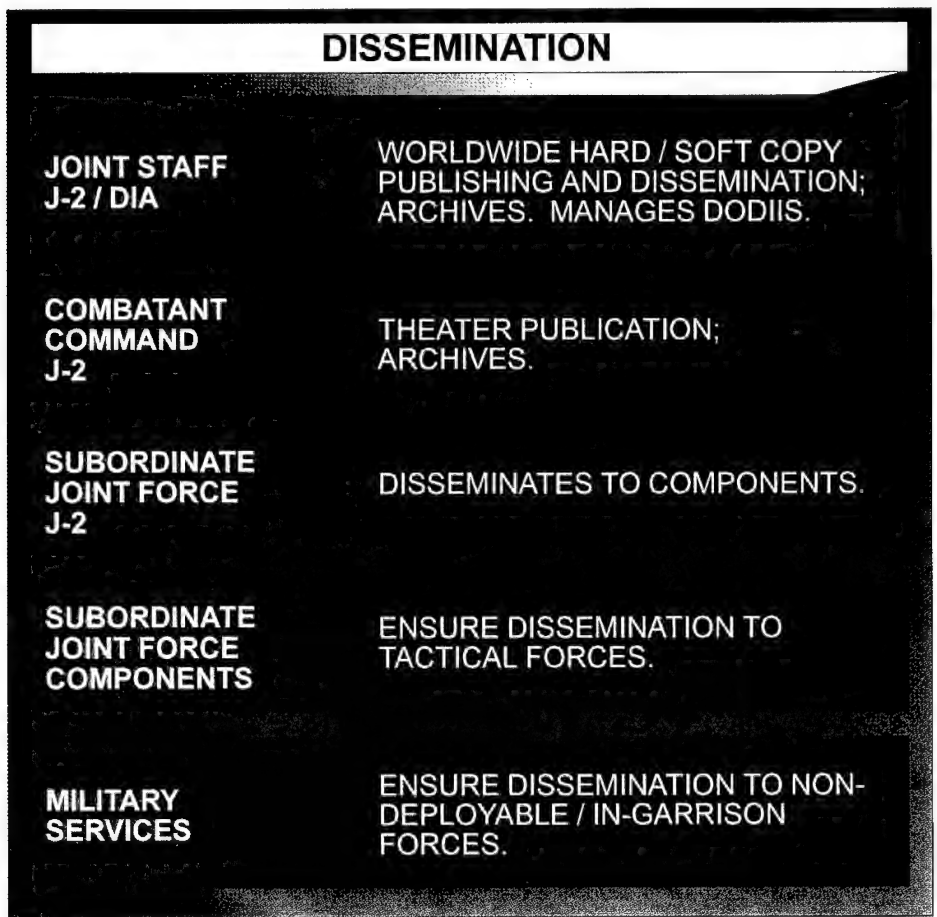 DISSEMINATION
JOINT STAFF
J-2 / DIA
WORLDWIDE HARD / SOFT COPY
PUBLISHING AND DISSEMINATION;
ARCHIVES. MANAGES DODIIS.
COMBATANT
COMMAND
J-2
THEATER PUBLICATION;
ARCHIVES.
SUBORDINATE
JOINT FORCE
J-2
DISSEMINATES TO COMPONENTS.
SUBORDINATE
JOINT FORCE
COMPONENTS
ENSURE DISSEMINATION TO
TACTICAL FORCES.
MILITARY
SERVICES
ENSURE DISSEMINATION TO NON-
DEPLOYABLE / IN-GARRISON
FORCES.